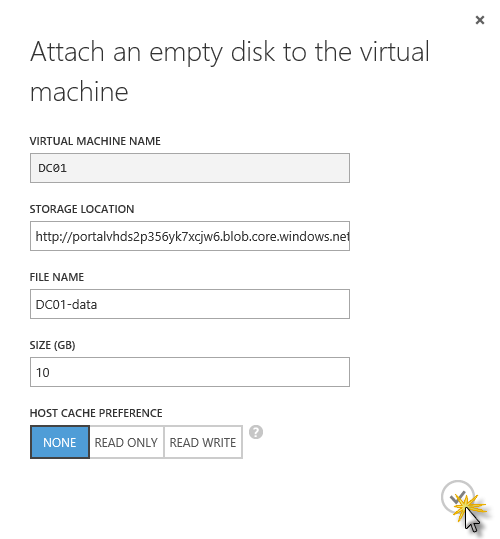 Attach an empty disk to the virtual
machine
VIRTUAL MACHINE NAME
DC01
STORAGE LOCATION
http://portalvhds2p356yk7xcjw6.blob.core.windows.net
FILE NAME
DC01-data
SIZE (GB)
10
HOST CACHE PREFERENCE
NONE READ ONLY READ WRITE ?